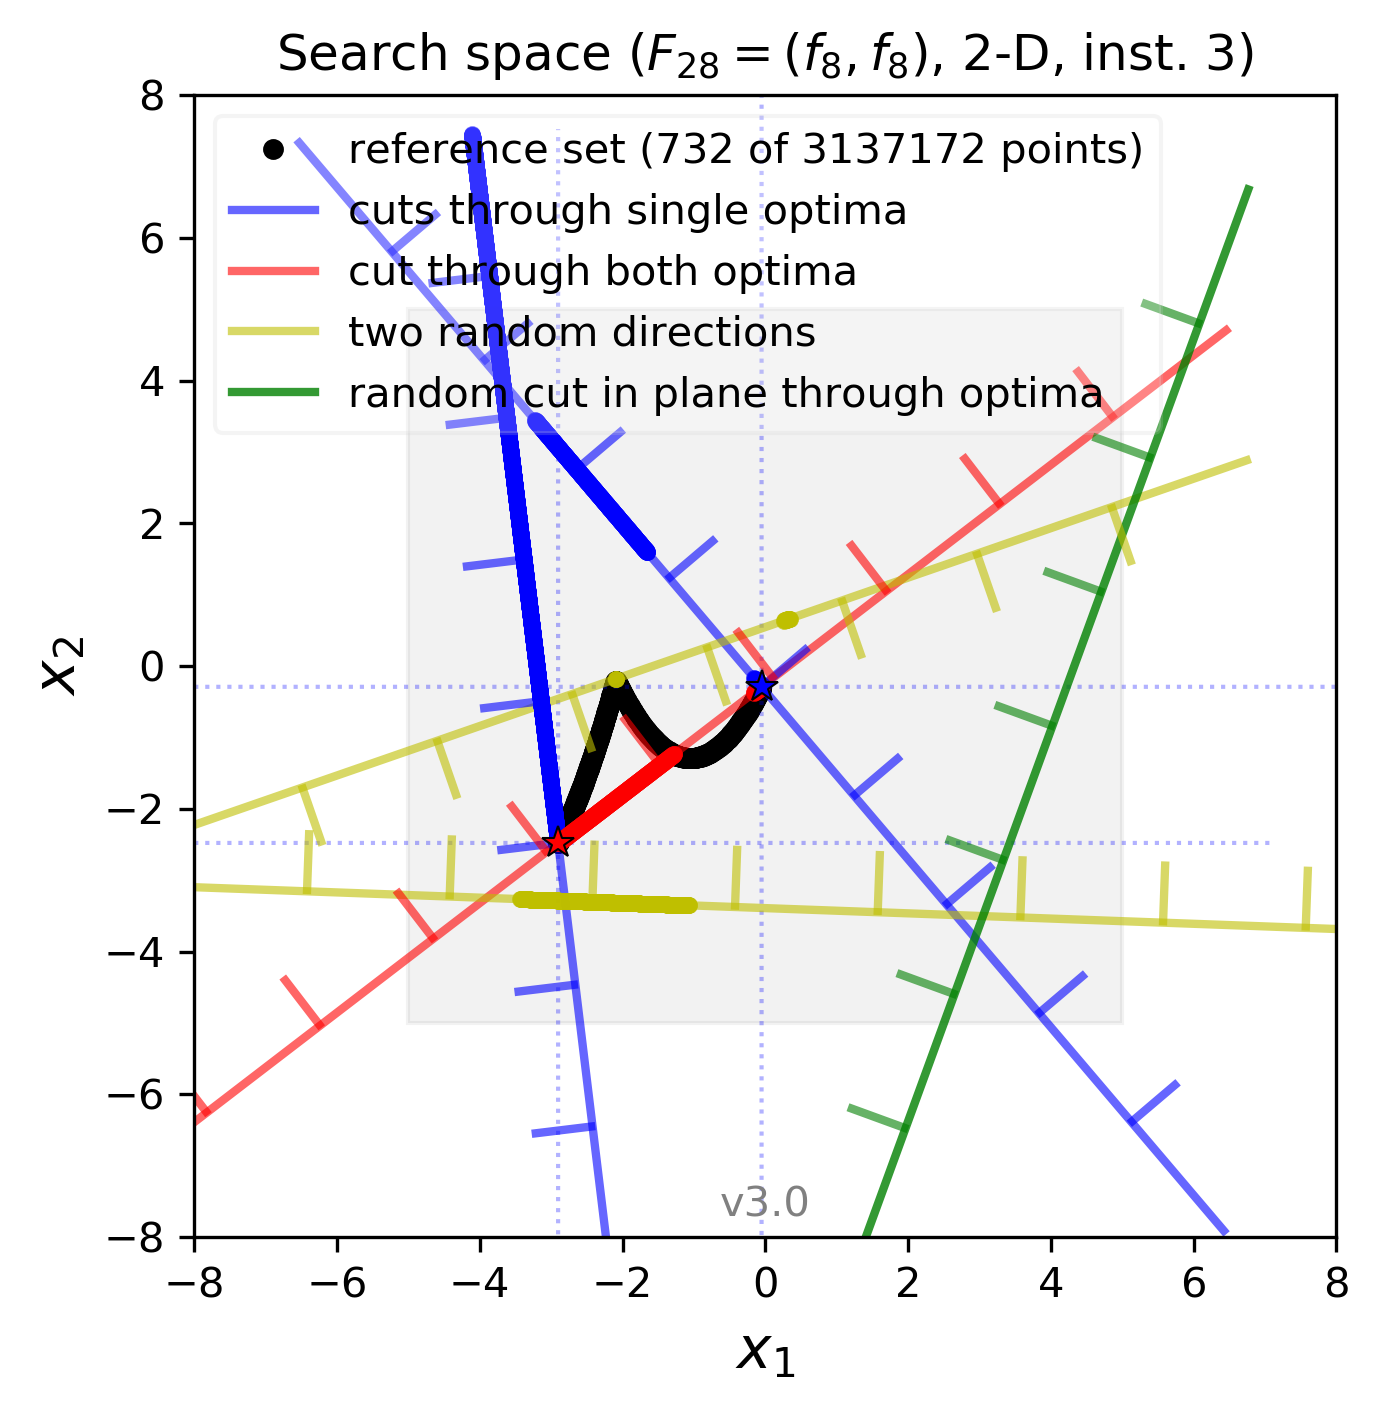 Search space (F₂₈ = (f₈, f₈), 2-D, inst. 3)
reference set (732 of 3137172 points)
cuts through single optima
cut through both optima
two random directions
random cut in plane through optima
8
6
4
2
0
−2
−4
−6
−8
x₂
v3.0
−8 −6 −4 −2 0 2 4 6 8
x₁